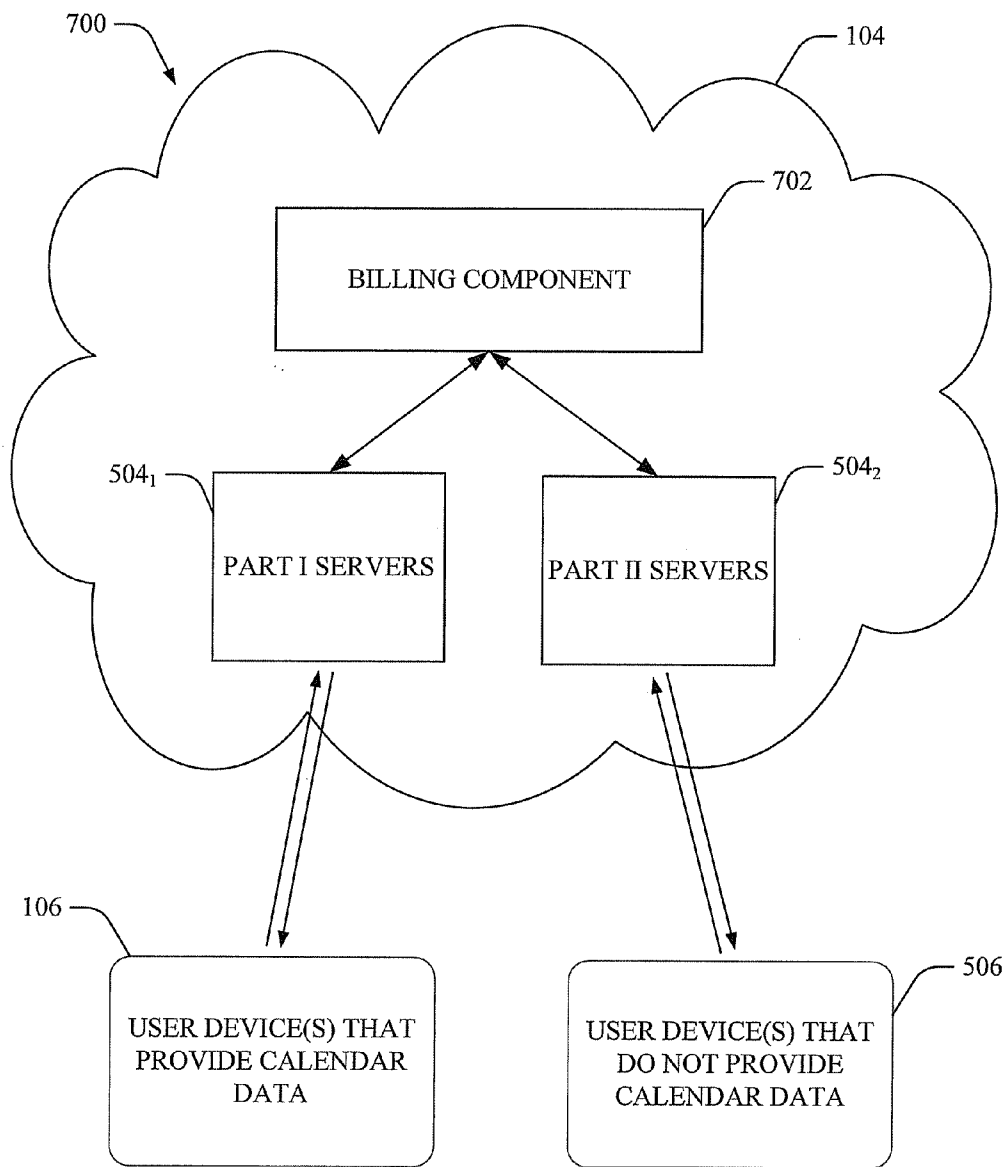 700
104
702
BILLING COMPONENT
504₁
504₂
PART I SERVERS
PART II SERVERS
106
506
USER DEVICE(S) THAT
PROVIDE CALENDAR
DATA
USER DEVICE(S) THAT
DO NOT PROVIDE
CALENDAR DATA